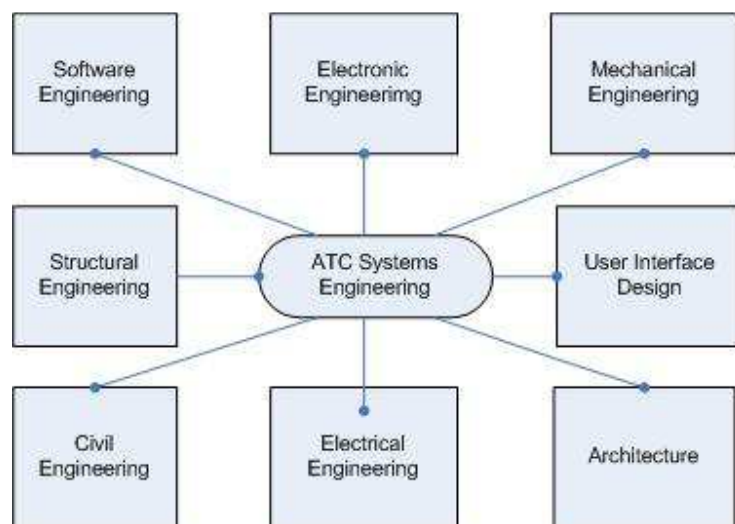 Software
Engineering
Electronic
Engineerimg
Mechanical
Engineering
Structural
Engineering
ATC Systems
Engineering
User Interface
Design
Civil
Engineering
Electrical
Engineering
Architecture